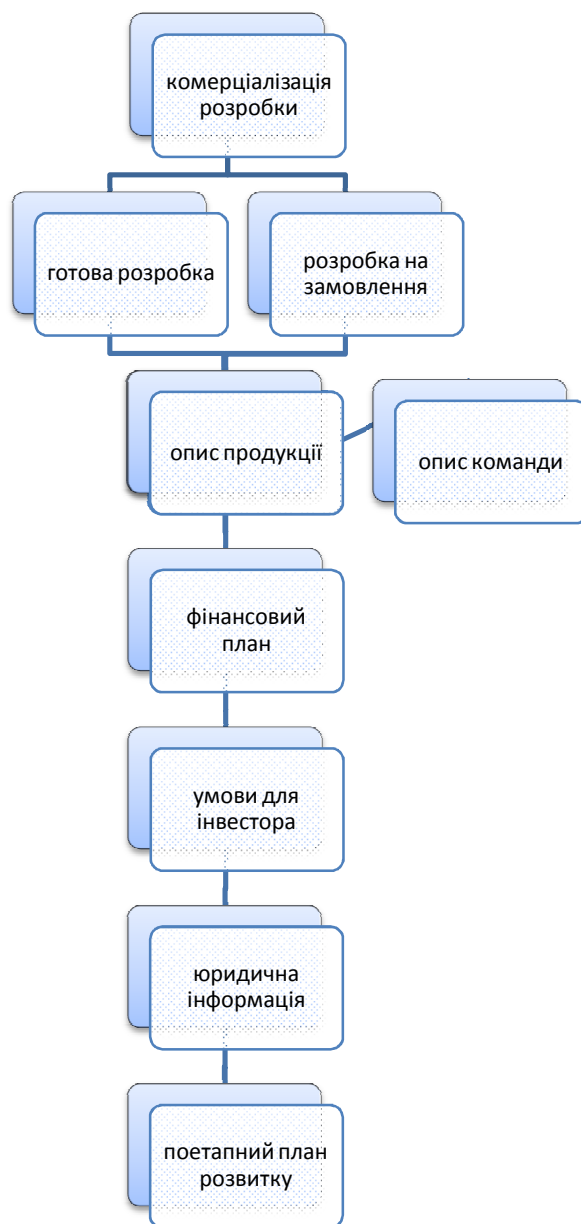 комерціалізація
розробки
готова розробка
розробка на
замовлення
опис продукції
опис команди
фінансовий
план
умови для
інвестора
юридична
інформація
поетапний план
розвитку